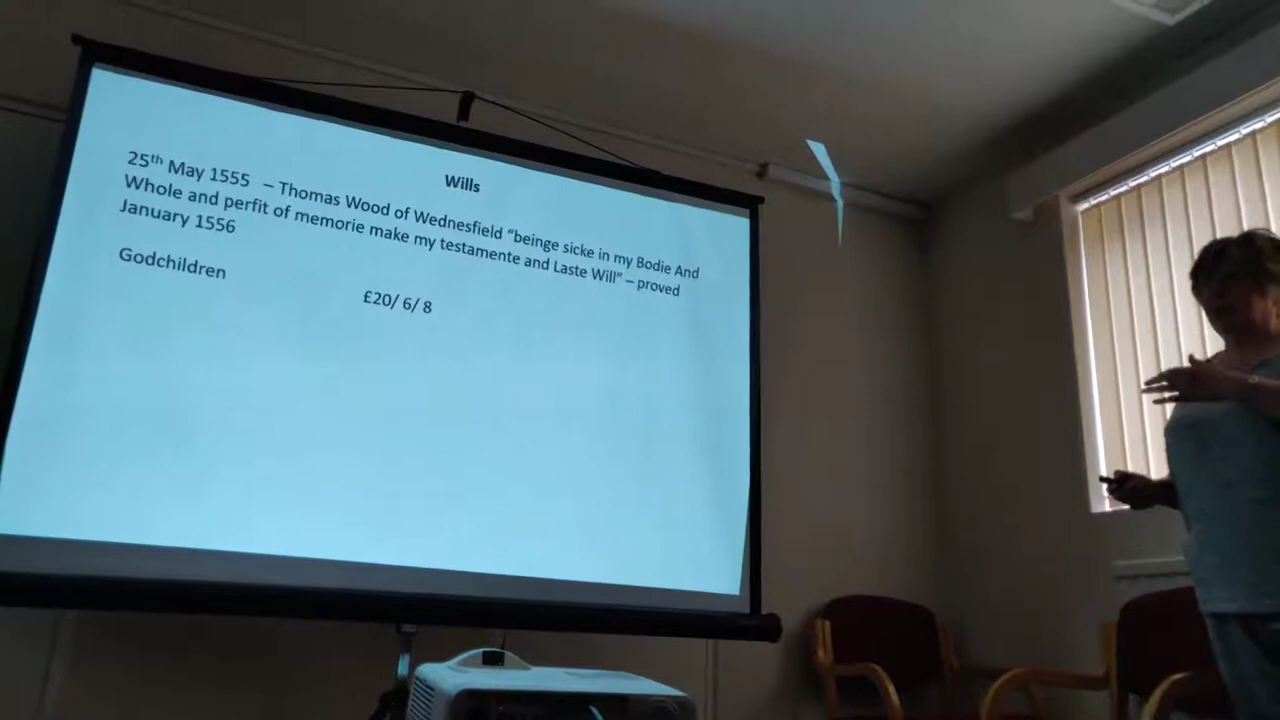 Wills
25th May 1555 – Thomas Wood of Wednesfield “beinge sicke in my Bodie And
Whole and perfit of memorie make my testamente and Laste Will” – proved
January 1556
Godchildren
£20/ 6/ 8